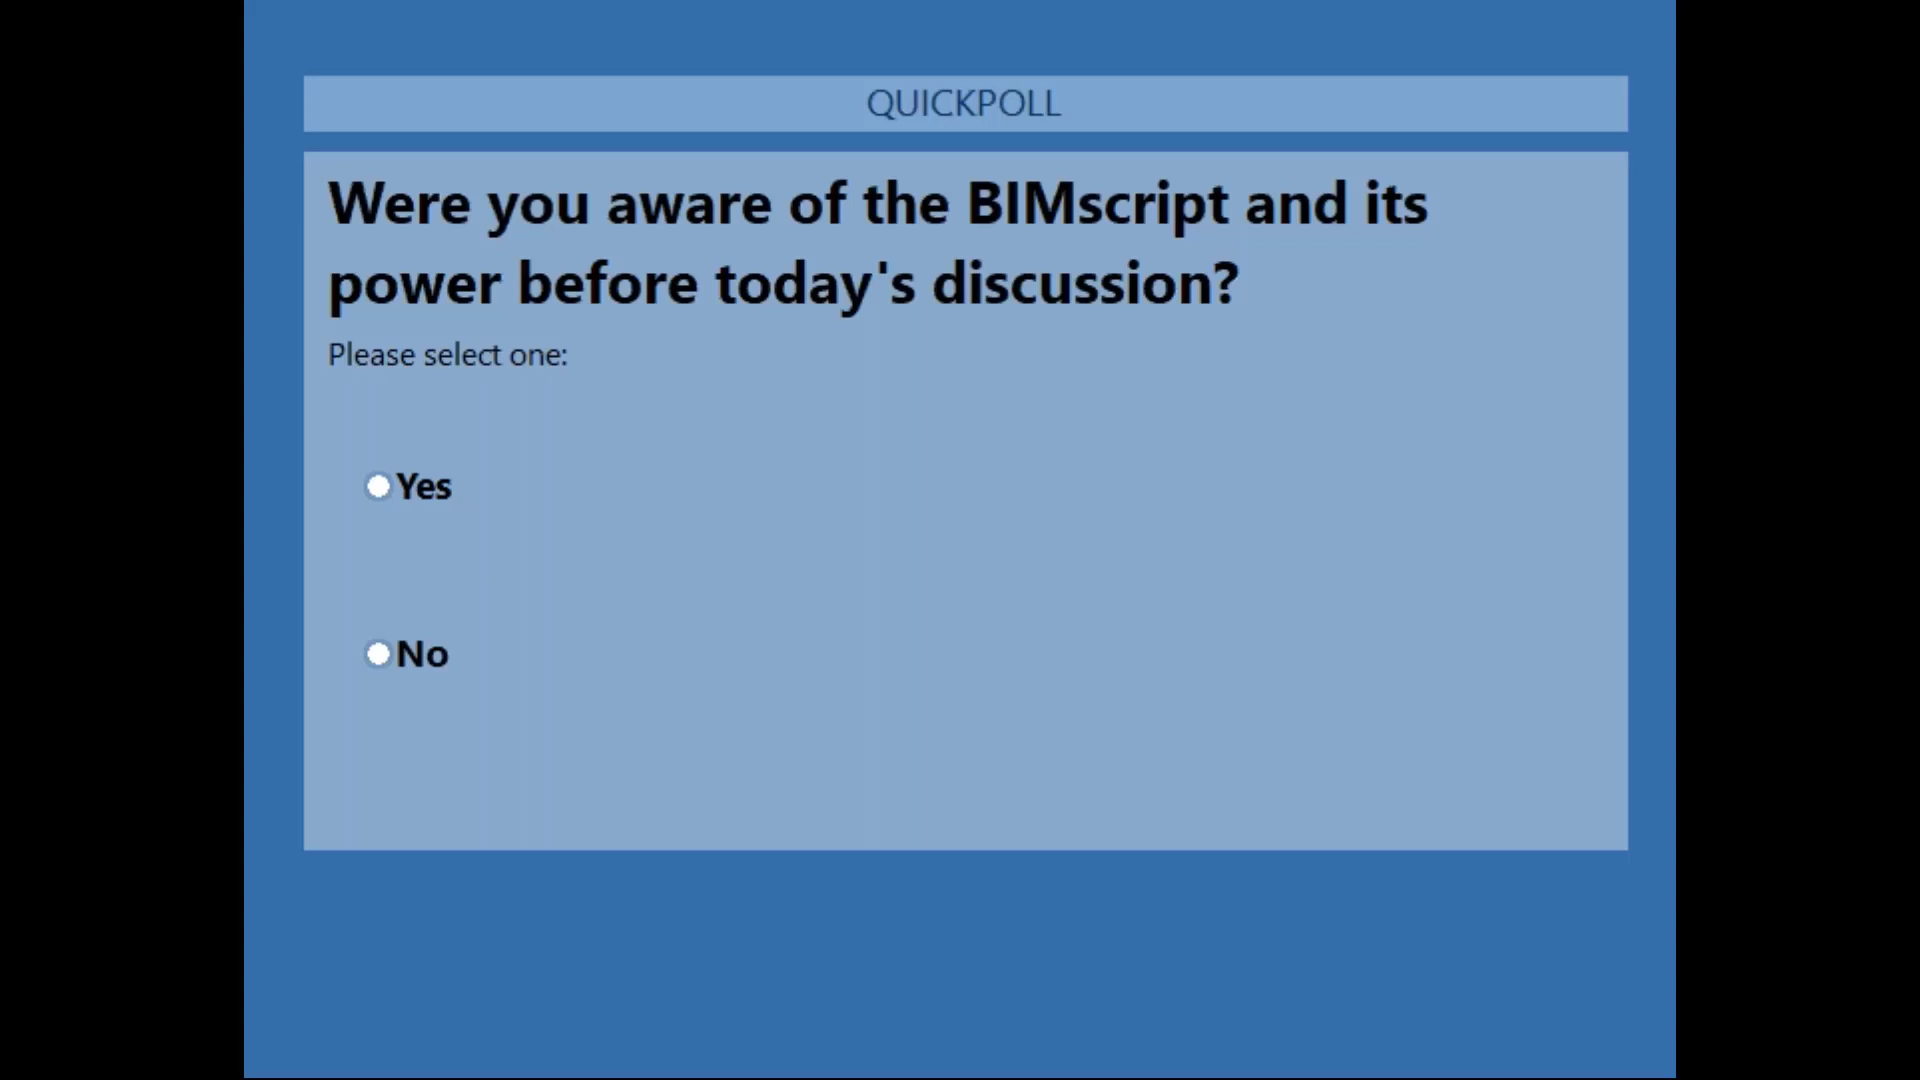 QUICKPOLL
Were you aware of the BIMscript and its
power before today's discussion?
Please select one:
Yes
No